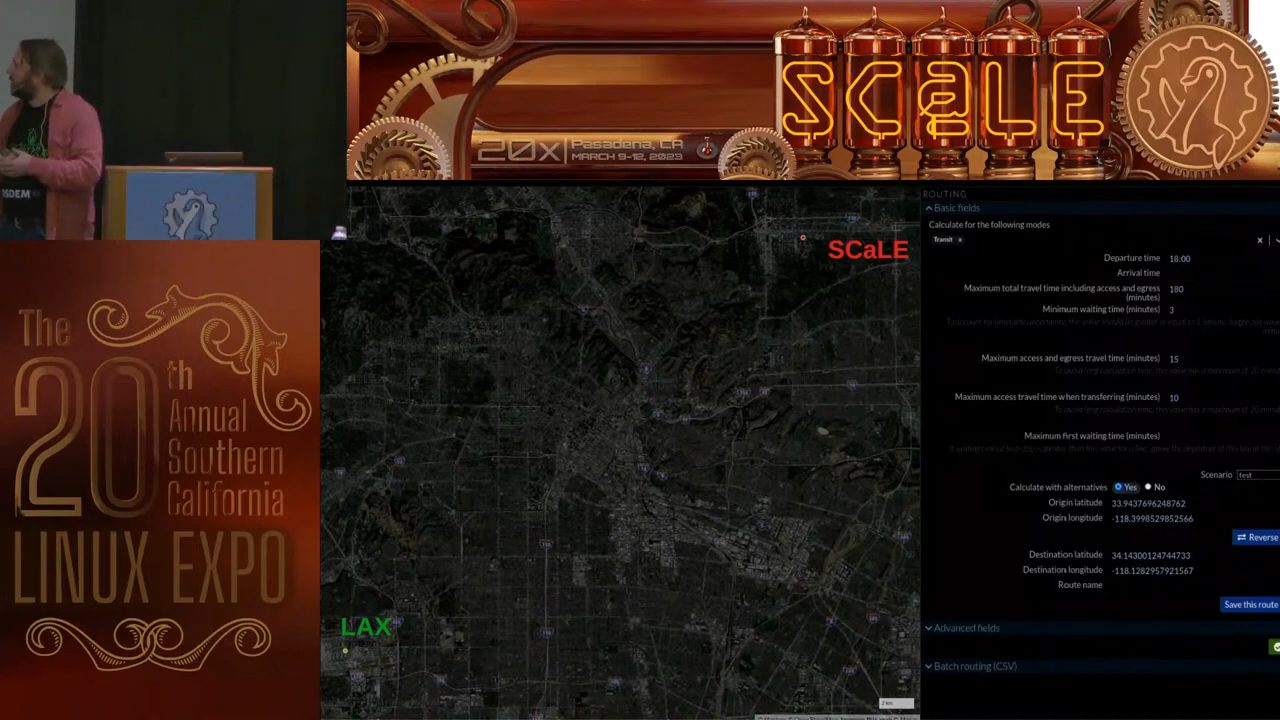 SCaLE
20x
Pasadena, CA
MARCH 9-12, 2023
The
20th
Annual
Southern
California
LINUX EXPO
SCaLE
LAX
2 km
ROUTING
Basic fields
Calculate for the following modes
Transit x
x
Departure time 18:00
Arrival time
Maximum total travel time including access and egress (minutes) 180
Minimum waiting time (minutes) 3
Maximum access and egress travel time (minutes) 15
Maximum access travel time when transferring (minutes) 10
Maximum first waiting time (minutes)
Scenario test
Calculate with alternatives Yes No
Origin latitude 33.9437696248762
Origin longitude -118.3998529852566
Reverse
Destination latitude 34.14300124744733
Destination longitude -118.1282957921567
Route name
Save this route
Advanced fields
Batch routing (CSV)